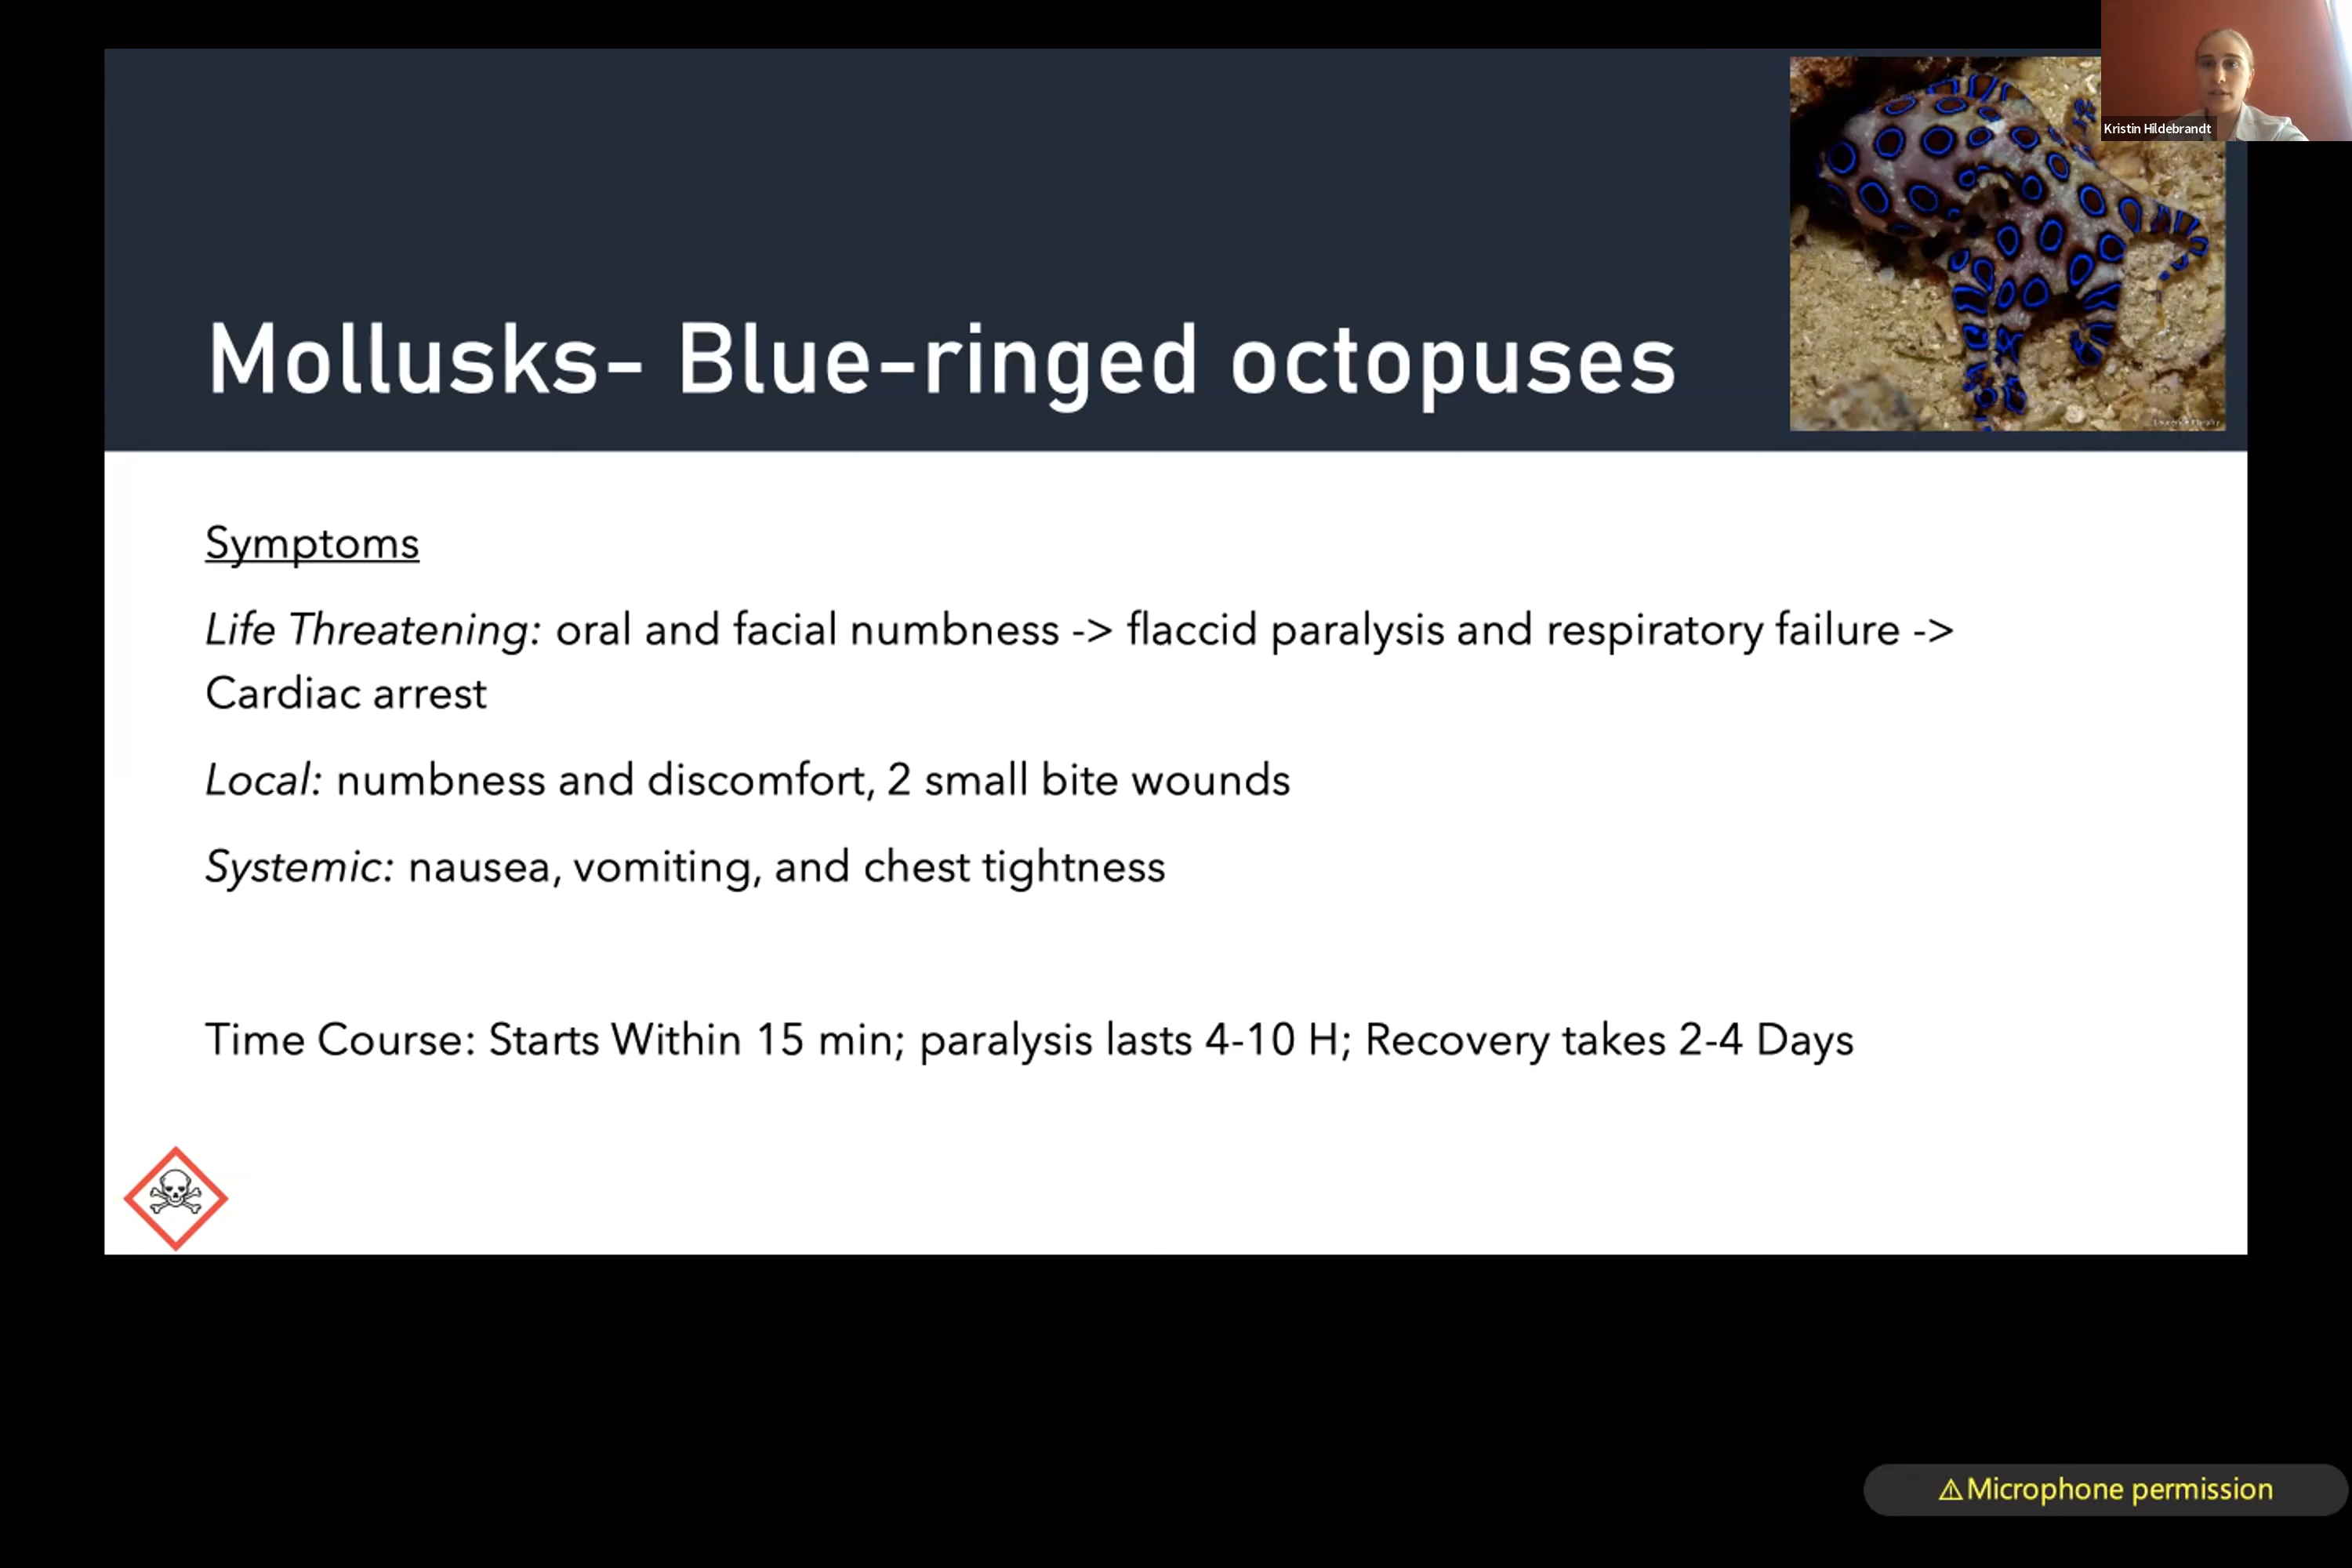 Kristin Hildebrandt
Mollusks- Blue-ringed octopuses
Symptoms
Life Threatening: oral and facial numbness -> flaccid paralysis and respiratory failure ->
Cardiac arrest
Local: numbness and discomfort, 2 small bite wounds
Systemic: nausea, vomiting, and chest tightness
Time Course: Starts Within 15 min; paralysis lasts 4-10 H; Recovery takes 2-4 Days
⚠Microphone permission